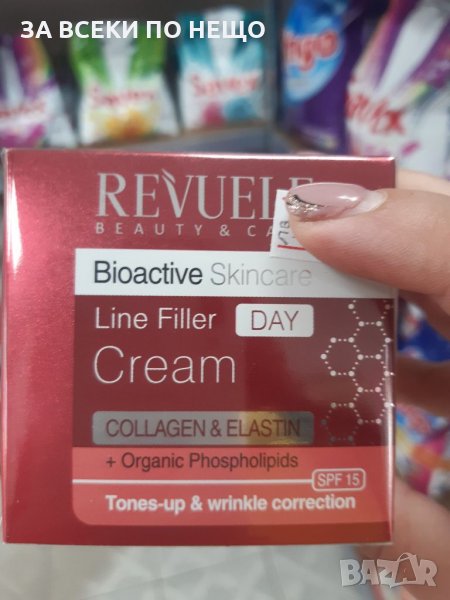 ЗА ВСЕКИ ПО НЕЩО
REVUELE
BEAUTY & CA
Bioactive Skincare
Line Filler DAY
Cream
COLLAGEN & ELASTIN
+ Organic Phospholipids
SPF 15
Tones-up & wrinkle correction
BAZAR